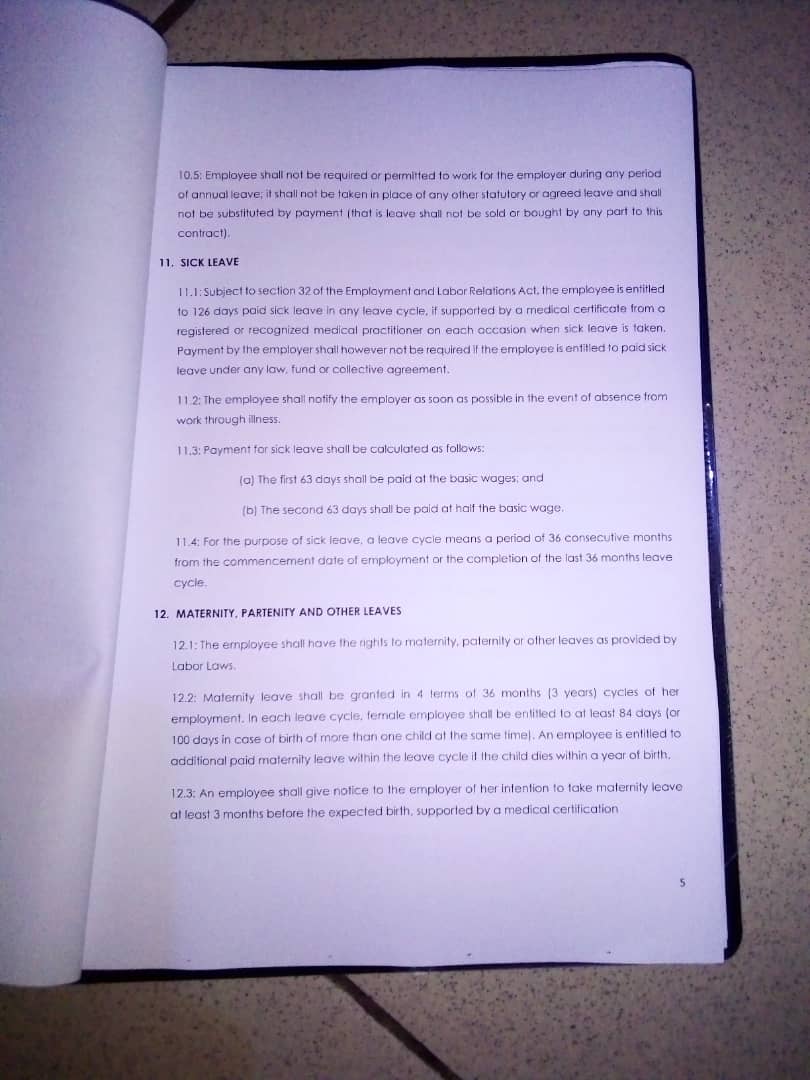 10.5: Employee shall not be required or permitted to work for the employer during any period
of annual leave; it shall not be taken in place of any other statutory or agreed leave and shall
not be substituted by payment (that is leave shall not be sold or bought by any part to this
contract).
11. SICK LEAVE
11.1: Subject to section 32 of the Employment and Labor Relations Act, the employee is entitled
to 126 days paid sick leave in any leave cycle, if supported by a medical certificate from a
registered or recognized medical practitioner on each occasion when sick leave is taken.
Payment by the employer shall however not be required if the employee is entitled to paid sick
leave under any law, fund or collective agreement.
11.2: The employee shall notify the employer as soon as possible in the event of absence from
work through illness.
11.3: Payment for sick leave shall be calculated as follows:
(a) The first 63 days shall be paid at the basic wages; and
(b) The second 63 days shall be paid at half the basic wage.
11.4: For the purpose of sick leave, a leave cycle means a period of 36 consecutive months
from the commencement date of employment or the completion of the last 36 months leave
cycle.
12. MATERNITY, PARTENITY AND OTHER LEAVES
12.1: The employee shall have the rights to maternity, paternity or other leaves as provided by
Labor Laws.
12.2: Maternity leave shall be granted in 4 terms of 36 months (3 years) cycles of her
employment. In each leave cycle, female employee shall be entitled to at least 84 days (or
100 days in case of birth of more than one child at the same time). An employee is entitled to
additional paid maternity leave within the leave cycle if the child dies within a year of birth.
12.3: An employee shall give notice to the employer of her intention to take maternity leave
at least 3 months before the expected birth, supported by a medical certification
5